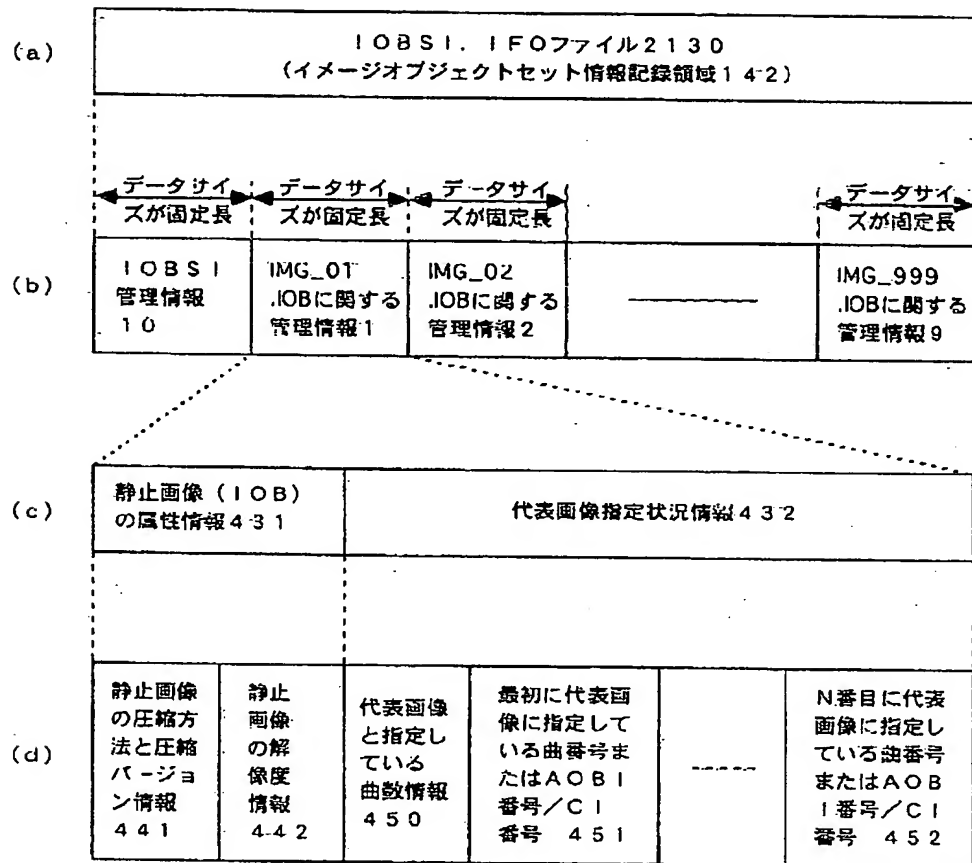 (a)
IOBSI．IFOファイル2130
(イメージオブジェクトセット情報記録領域142)
データサイ
ズが固定長
データサイ
ズが固定長
データサイ
ズが固定長
データサイ
ズが固定長
(b)
IOBSI
管理情報
10
IMG_01
.IOBに関する
管理情報1
IMG_02
.IOBに関する
管理情報2
IMG_999
.IOBに関する
管理情報9
(c)
静止画像(IOB)
の属性情報431
代表画像指定状況情報432
(d)
静止画像
の圧縮方
法と圧縮
バージョ
ン情報
441
静止
画像
の解
像度
情報
442
代表画像
と指定し
ている
曲数情報
450
最初に代表画
像に指定して
いる曲番号ま
たはAOBI
番号／CI
番号 451
N番目に代表
画像に指定し
ている曲番号
またはAOB
I番号／CI
番号 452